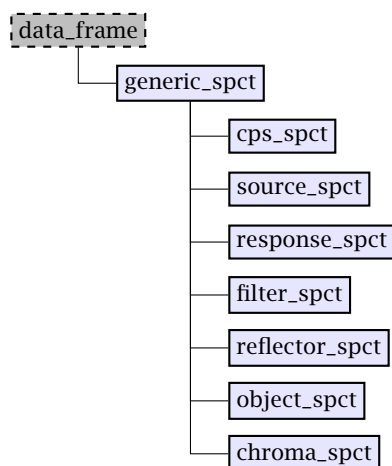 data_frame
generic_spct
cps_spct
source_spct
response_spct
filter_spct
reflector_spct
object_spct
chroma_spct